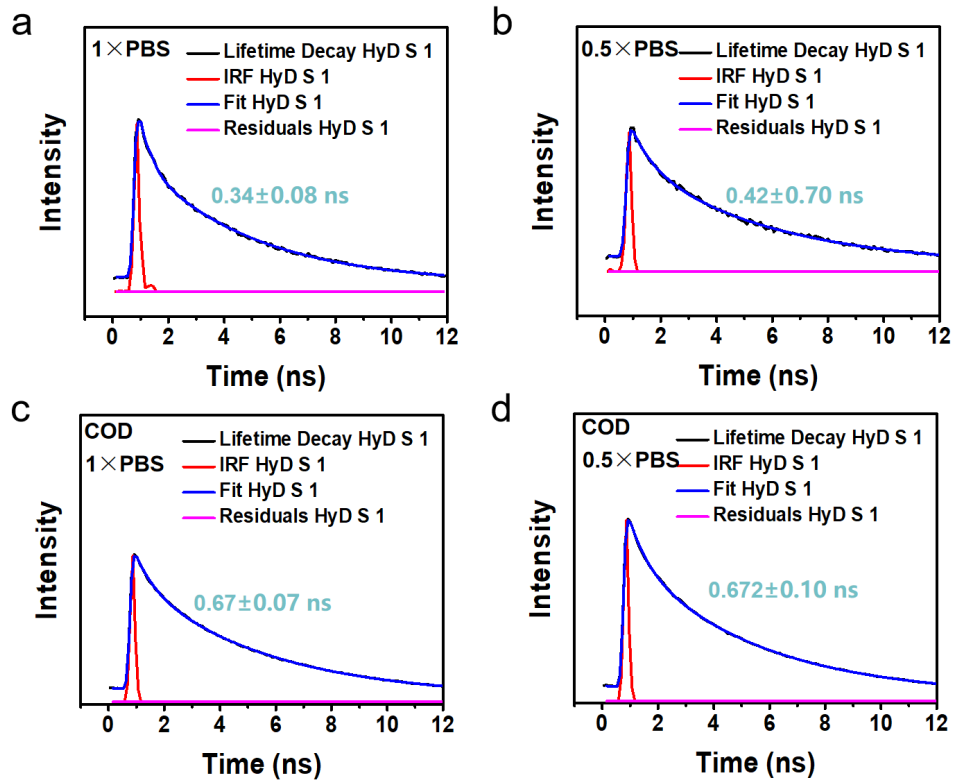 a
1×PBS
Lifetime Decay HyD S 1
IRF HyD S 1
Fit HyD S 1
Residuals HyD S 1
0.34±0.08 ns
Intensity
0 2 4 6 8 10 12
Time (ns)
b
0.5×PBS
Lifetime Decay HyD S 1
IRF HyD S 1
Fit HyD S 1
Residuals HyD S 1
0.42±0.70 ns
Intensity
0 2 4 6 8 10 12
Time (ns)
c
COD
1×PBS
Lifetime Decay HyD S 1
IRF HyD S 1
Fit HyD S 1
Residuals HyD S 1
0.67±0.07 ns
Intensity
0 2 4 6 8 10 12
Time (ns)
d
COD
0.5×PBS
Lifetime Decay HyD S 1
IRF HyD S 1
Fit HyD S 1
Residuals HyD S 1
0.672±0.10 ns
Intensity
0 2 4 6 8 10 12
Time (ns)